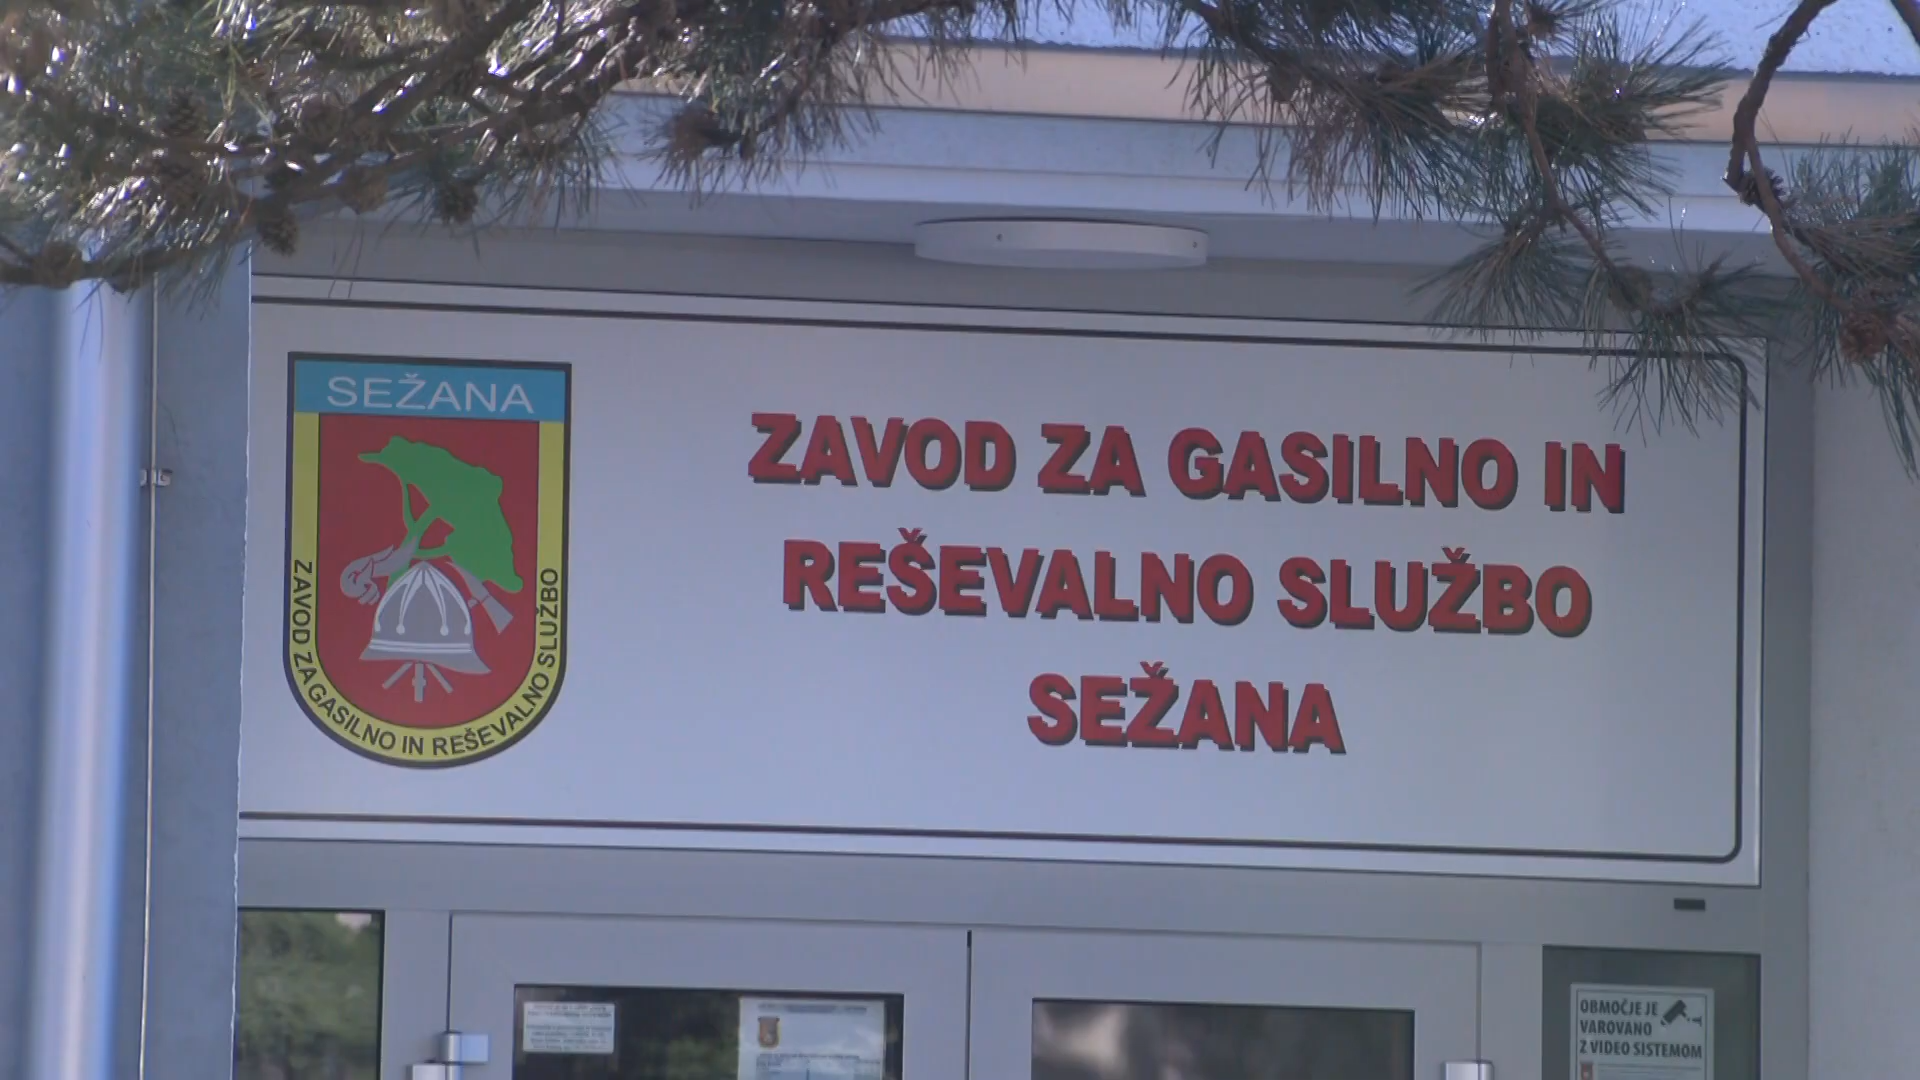 SEŽANA
ZAVOD ZA GASILNO IN REŠEVALNO SLUŽBO
ZAVOD ZA GASILNO IN
REŠEVALNO SLUŽBO
SEŽANA
OBMOČJE JE
VAROVANO
Z VIDEO SISTEMOM